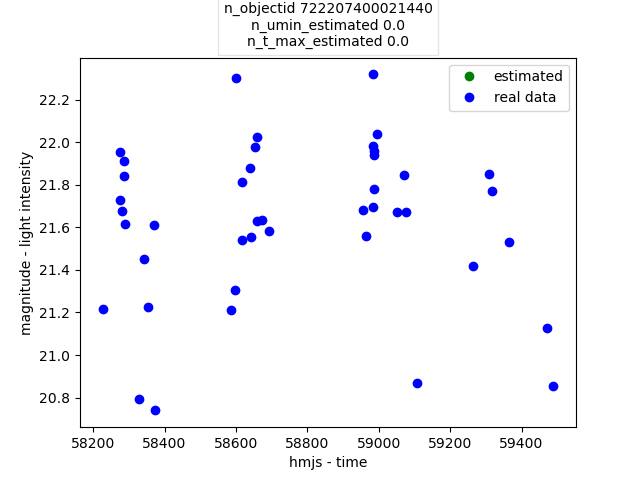 n_objectid 722207400021440
n_umin_estimated 0.0
n_t_max_estimated 0.0
estimated
real data
magnitude - light intensity
22.2
22.0
21.8
21.6
21.4
21.2
21.0
20.8
58200 58400 58600 58800 59000 59200 59400
hmjs - time